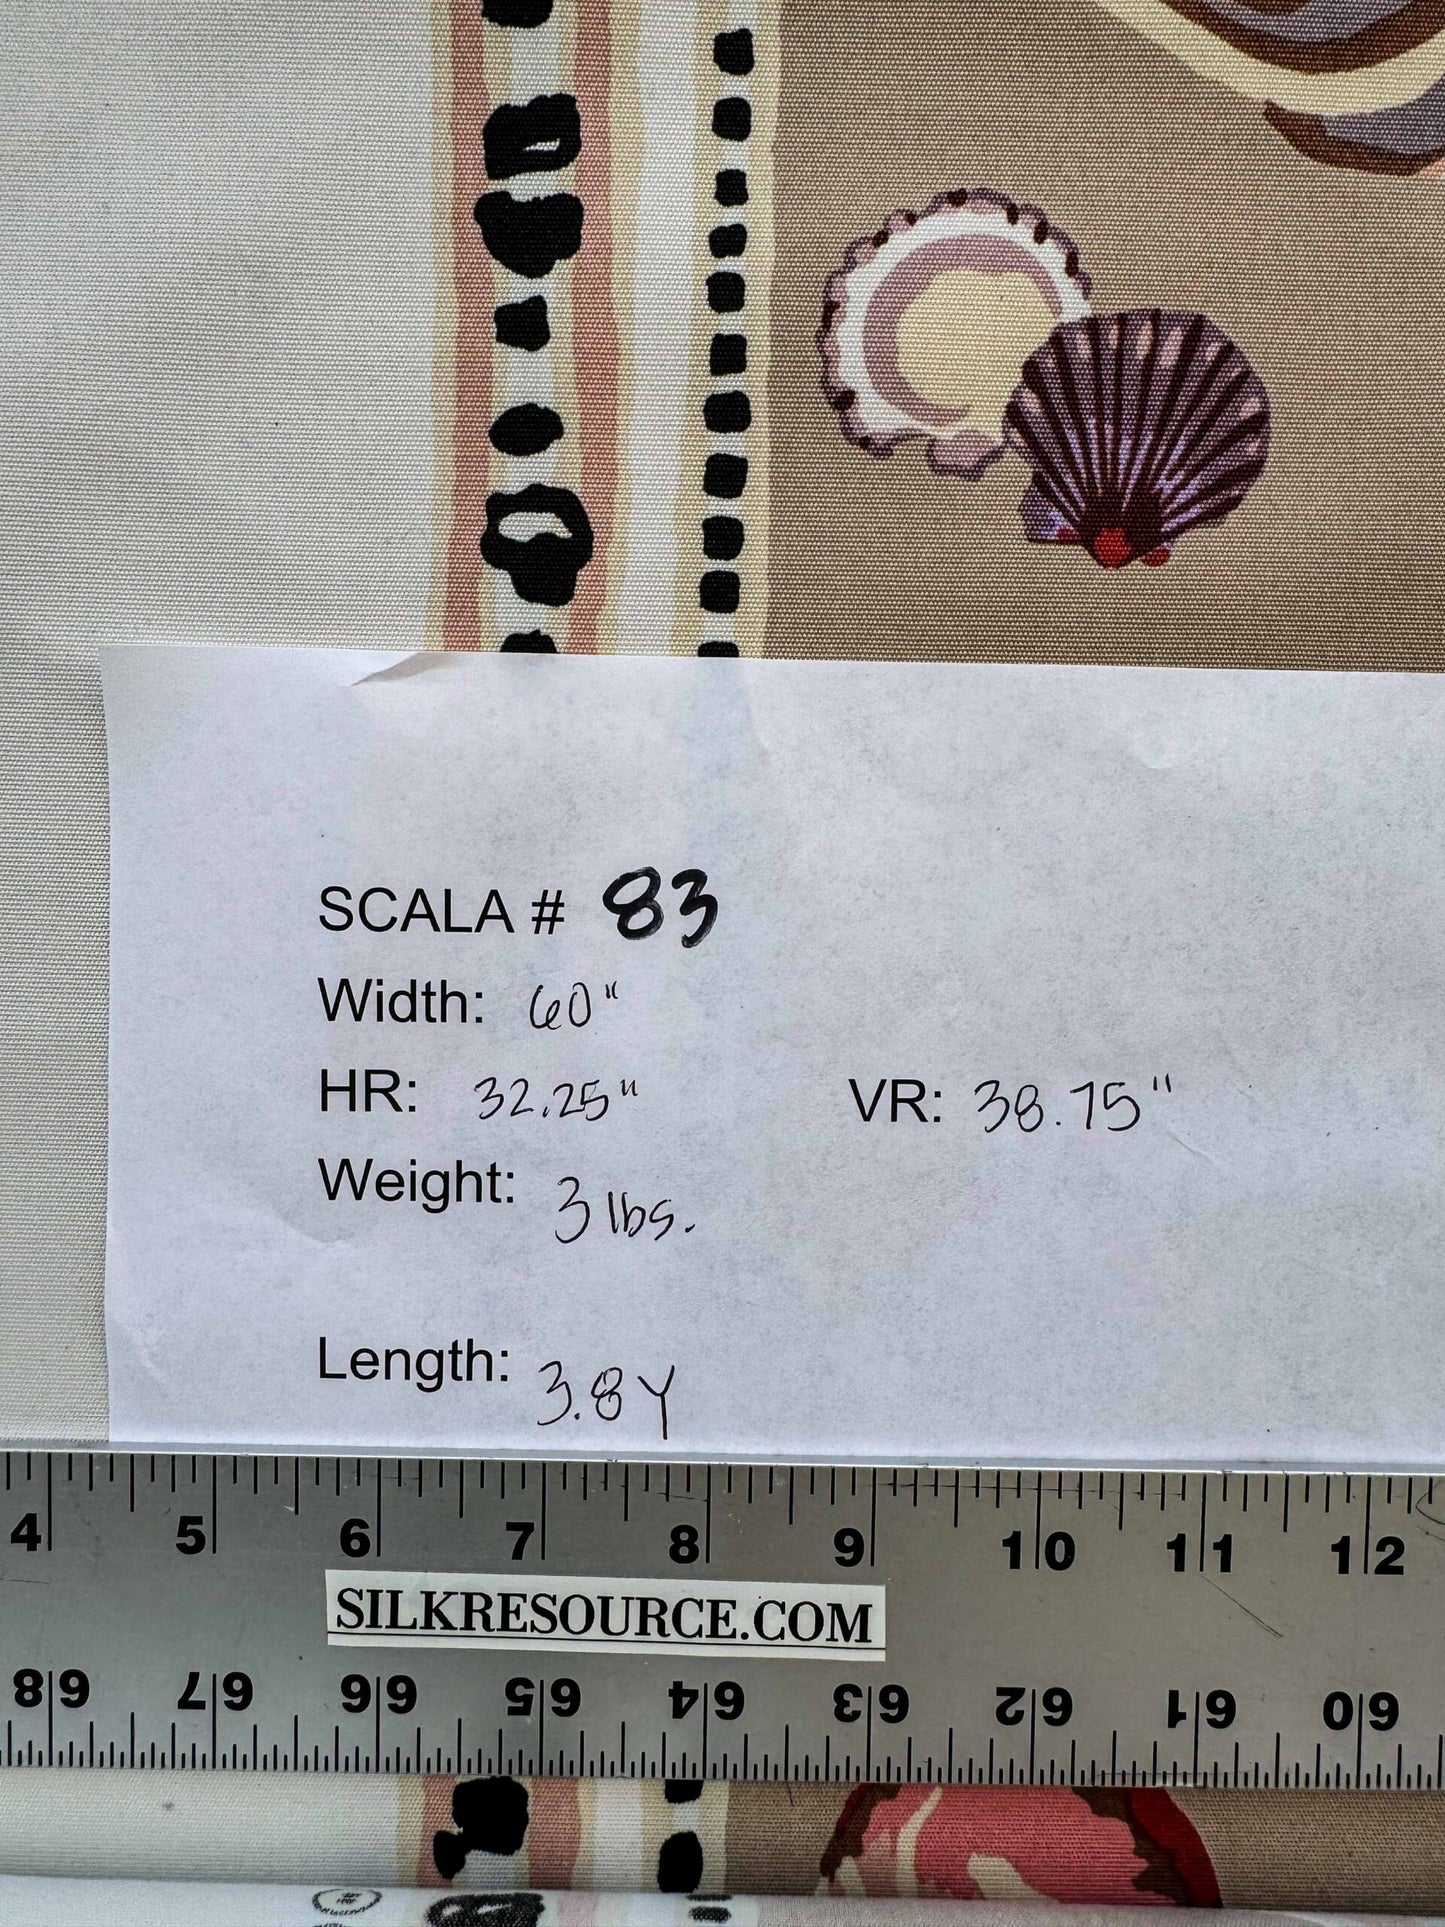 SCALA # 83
Width: 60"
HR: 32.25" VR: 38.75"
Weight: 3 lbs.
Length: 3.8Y
4 5 6 7 8 9 10 11 12
SILKRESOURCE.COM
68 67 66 65 64 63 62 61 60